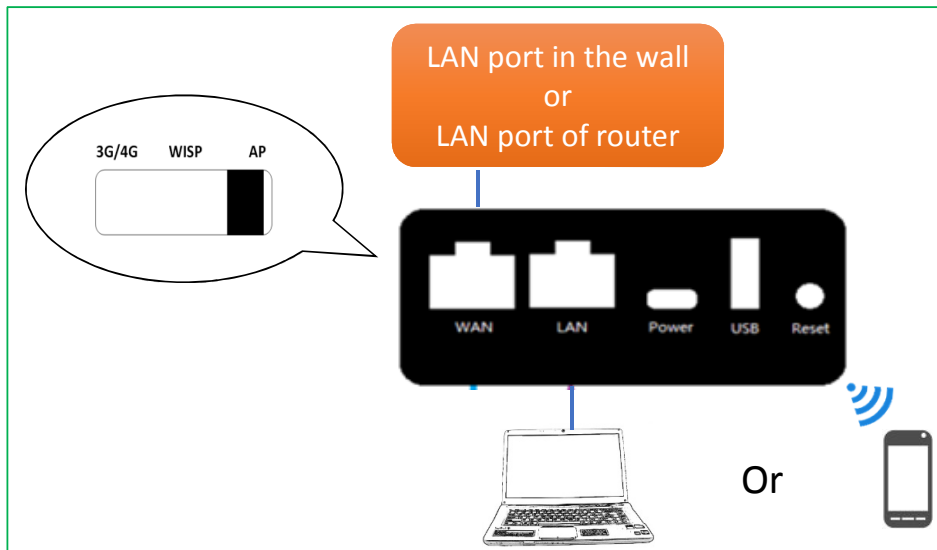 LAN port in the wall
or
LAN port of router
3G/4G WISP AP
WAN LAN Power USB Reset
Or